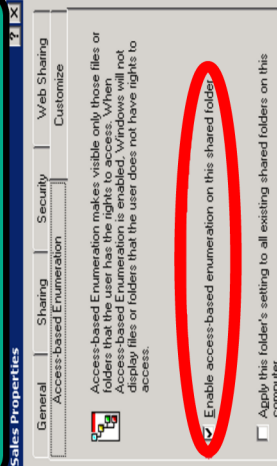 Sales Properties
General Sharing Security Web Sharing
Access-based Enumeration Customize
Access-based Enumeration makes visible only those files or
folders that the user has the rights to access. When
Access-based Enumeration is enabled, Windows will not
display files or folders that the user does not have rights to
access.
Enable access-based enumeration on this shared folder
Apply this folder's setting to all existing shared folders on this
computer